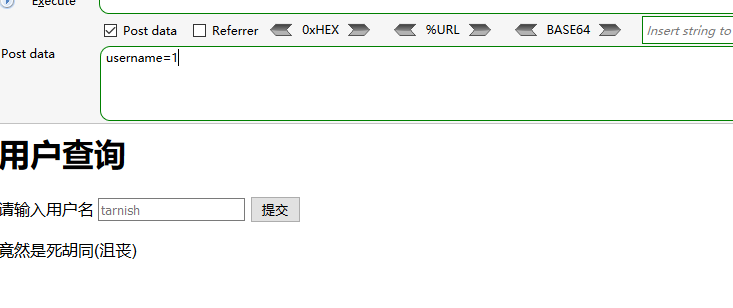 Execute
Post data Referrer 0xHEX %URL BASE64 Insert string to
Post data
username=1
用户查询
请输入用户名 tarnish 提交
竟然是死胡同(沮丧)